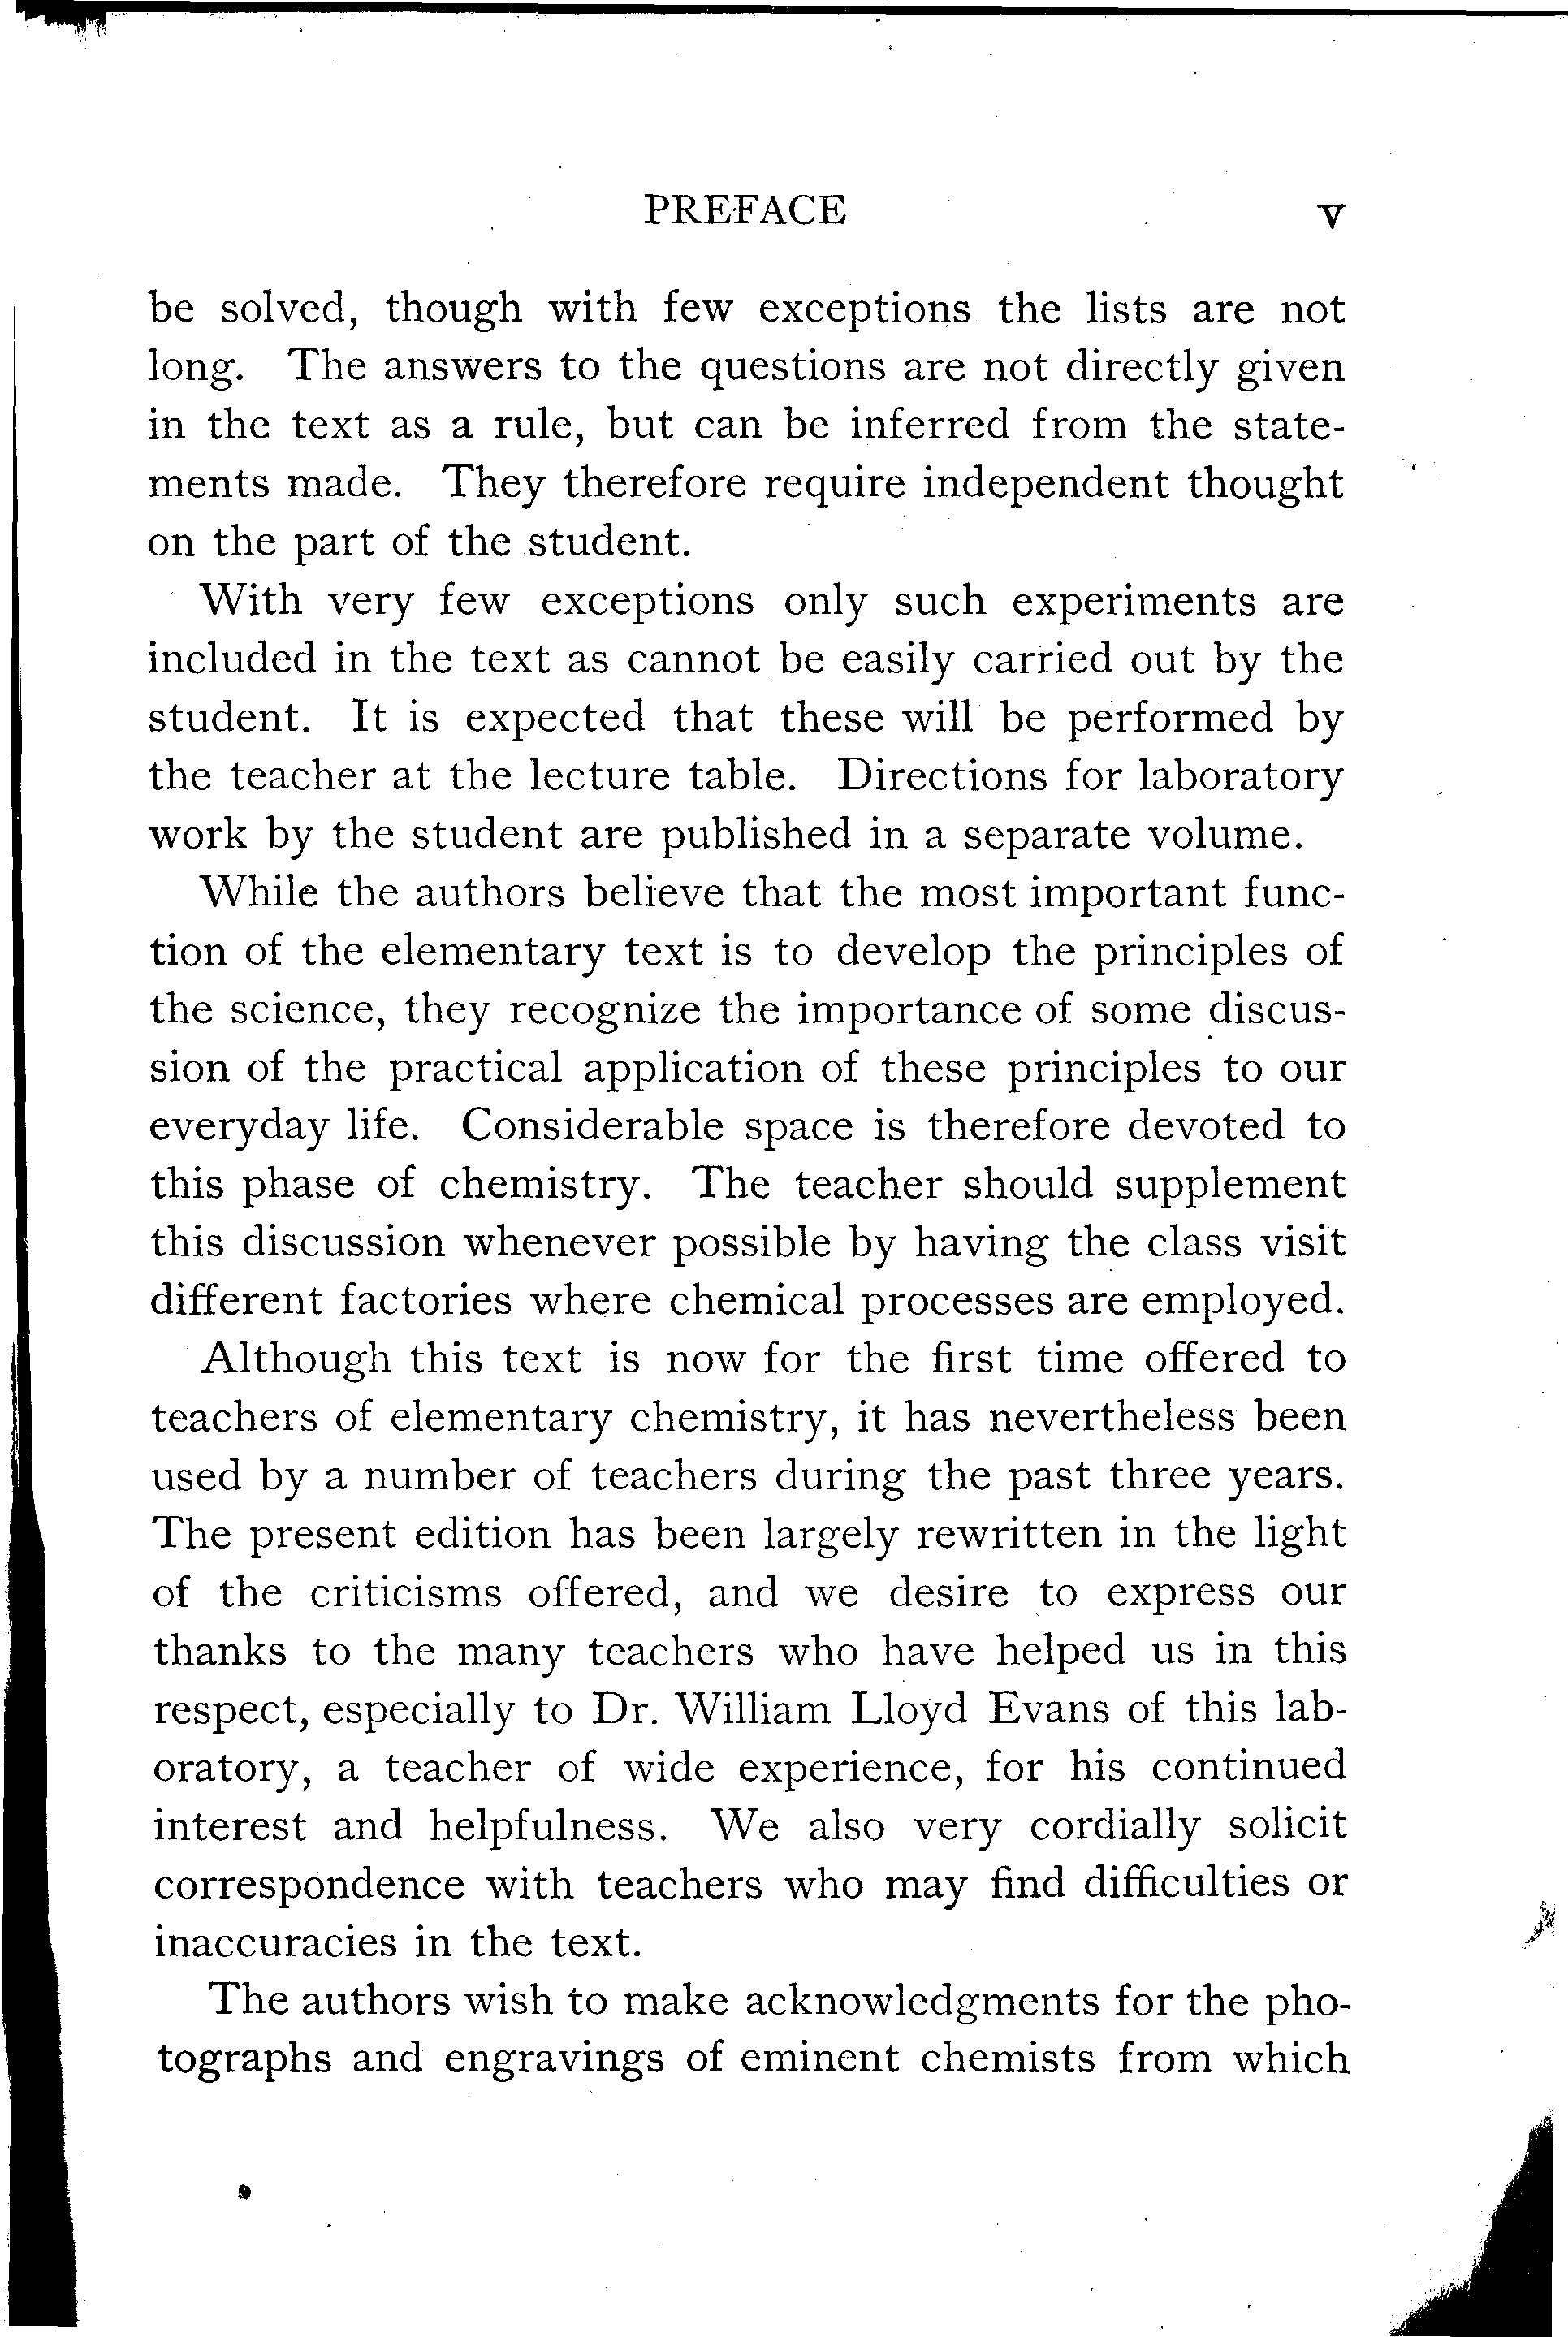 PREFACE v
be solved, though with few exceptions the lists are not
long. The answers to the questions are not directly given
in the text as a rule, but can be inferred from the state-
ments made. They therefore require independent thought
on the part of the student.
With very few exceptions only such experiments are
included in the text as cannot be easily carried out by the
student. It is expected that these will be performed by
the teacher at the lecture table. Directions for laboratory
work by the student are published in a separate volume.
While the authors believe that the most important func-
tion of the elementary text is to develop the principles of
the science, they recognize the importance of some discus-
sion of the practical application of these principles to our
everyday life. Considerable space is therefore devoted to
this phase of chemistry. The teacher should supplement
this discussion whenever possible by having the class visit
different factories where chemical processes are employed.
Although this text is now for the first time offered to
teachers of elementary chemistry, it has nevertheless been
used by a number of teachers during the past three years.
The present edition has been largely rewritten in the light
of the criticisms offered, and we desire to express our
thanks to the many teachers who have helped us in this
respect, especially to Dr. William Lloyd Evans of this lab-
oratory, a teacher of wide experience, for his continued
interest and helpfulness. We also very cordially solicit
correspondence with teachers who may find difficulties or
inaccuracies in the text.
The authors wish to make acknowledgments for the pho-
tographs and engravings of eminent chemists from which